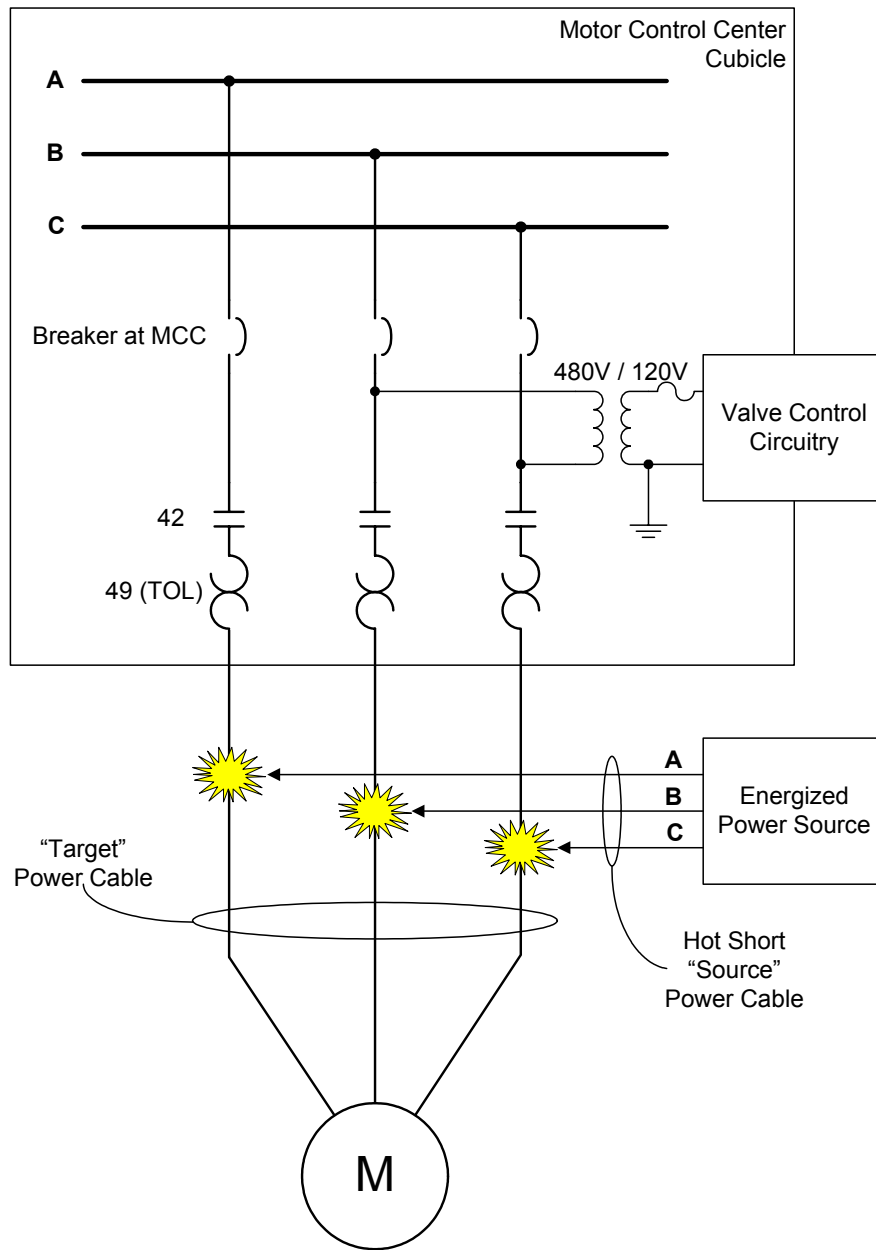 Motor Control Center
Cubicle
A
B
C
Breaker at MCC
480V / 120V
Valve Control
Circuitry
42
49 (TOL)
A
B
C
Energized
Power Source
“Target”
Power Cable
Hot Short
“Source”
Power Cable
M